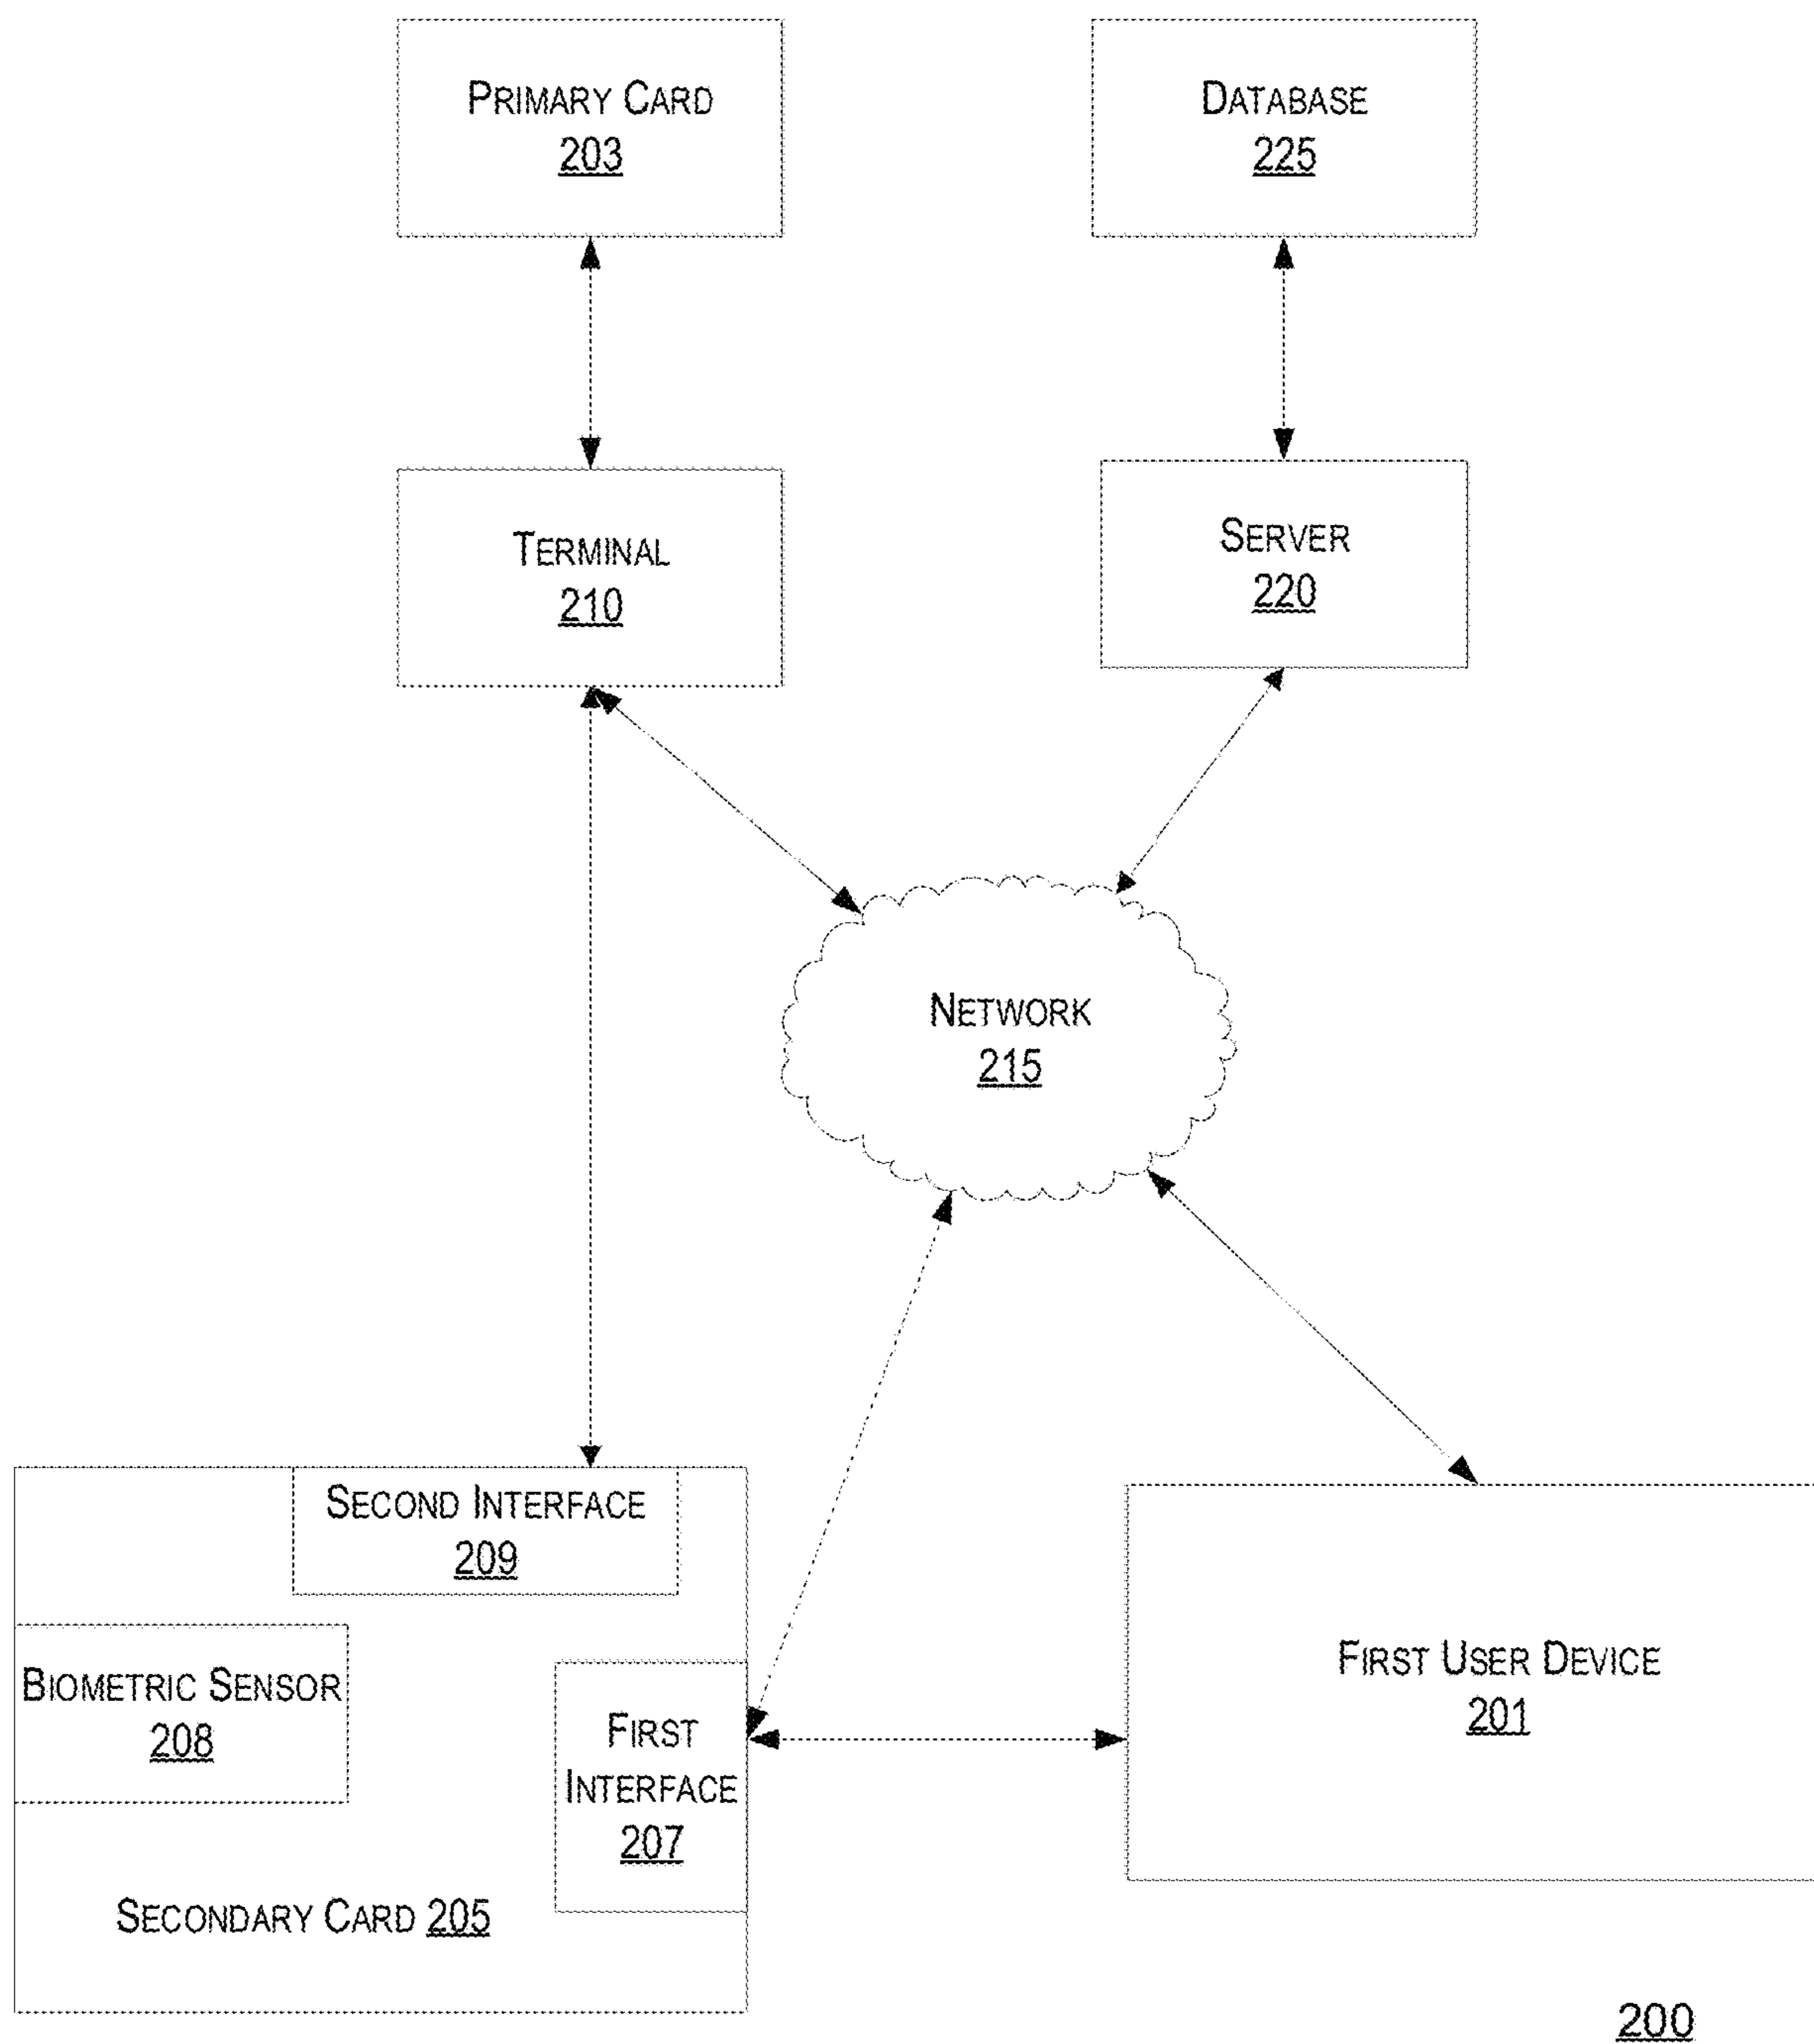 PRIMARY CARD
203
DATABASE
225
TERMINAL
210
SERVER
220
NETWORK
215
SECOND INTERFACE
209
BIOMETRIC SENSOR
208
FIRST
INTERFACE
207
SECONDARY CARD 205
FIRST USER DEVICE
201
200